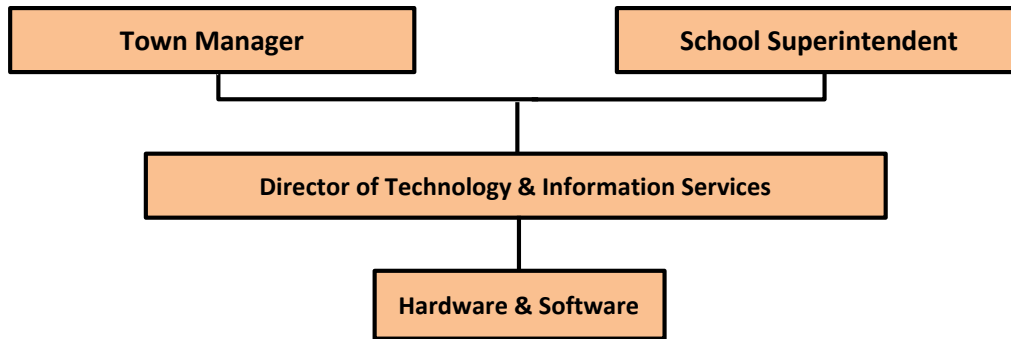 Town Manager
School Superintendent
Director of Technology & Information Services
Hardware & Software